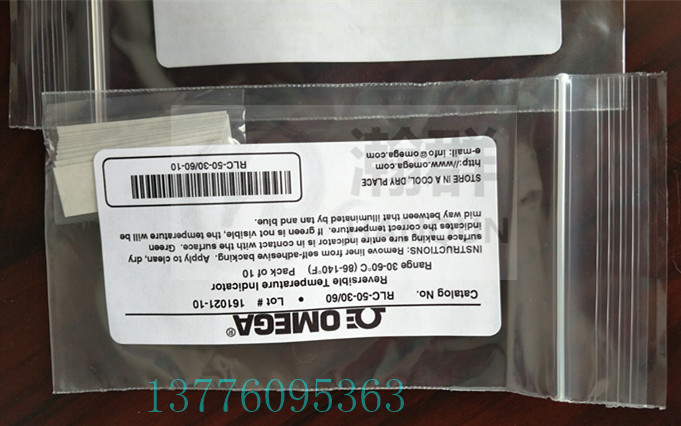 ΩE OMEGA®
Catalog No. RLC-50-30/60 • Lot # 161021-10
Reversible Temperature Indicator
Range 30-60°C (86-140°F) Pack of 10
INSTRUCTIONS: Remove liner from self-adhesive backing. Apply to clean, dry
surface making sure entire indicator is in contact with the surface. Green
indicates the correct temperature. If green is not visible, the temperature will be
mid way between that illuminated by tan and blue.
STORE IN A COOL, DRY PLACE
http://www.omega.com
e-mail: info@omega.com
RLC-50-30/60-10
瀚群
13776095363